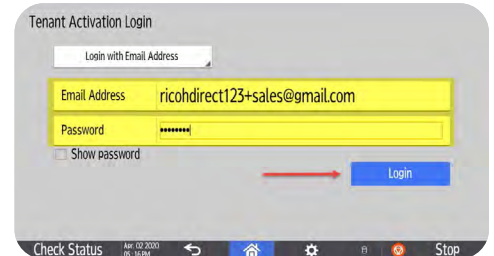 Tenant Activation Login
Login with Email Address
Email Address ricohdirect123+sales@gmail.com
Password ••••••••
Show password
Login
Check Status Apr. 02 2020 05 : 16 PM Stop